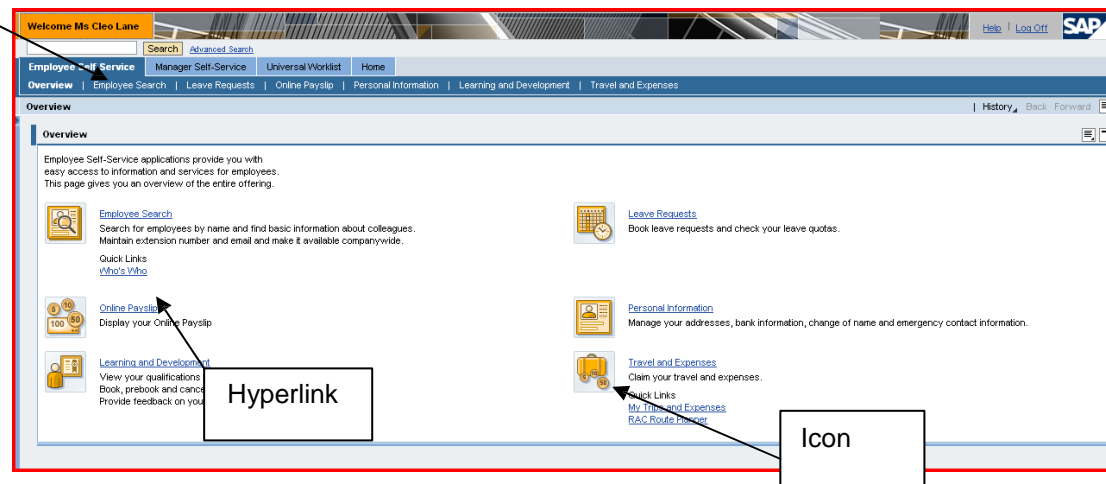 Welcome Ms Cleo Lane
Help | Log Off SAP
Search Advanced Search
Employee Self-Service Manager Self-Service Universal Worklist Home
Overview | Employee Search | Leave Requests | Online Payslip | Personal Information | Learning and Development | Travel and Expenses
Overview | History Back Forward
Overview
Employee Self-Service applications provide you with
easy access to information and services for employees.
This page gives you an overview of the entire offering.
Employee Search
Search for employees by name and find basic information about colleagues.
Maintain extension number and email and make it available companywide.
Quick Links
Who's Who
Leave Requests
Book leave requests and check your leave quotas.
Online Payslip
Display your Online Payslip
Personal Information
Manage your addresses, bank information, change of name and emergency contact information.
Learning and Development
View your qualifications
Book, prebook and
Provide feedback on
Travel and Expenses
Claim your travel and expenses.
Quick Links
My Trips and Expenses
RAC Route Planner
Hyperlink
Icon